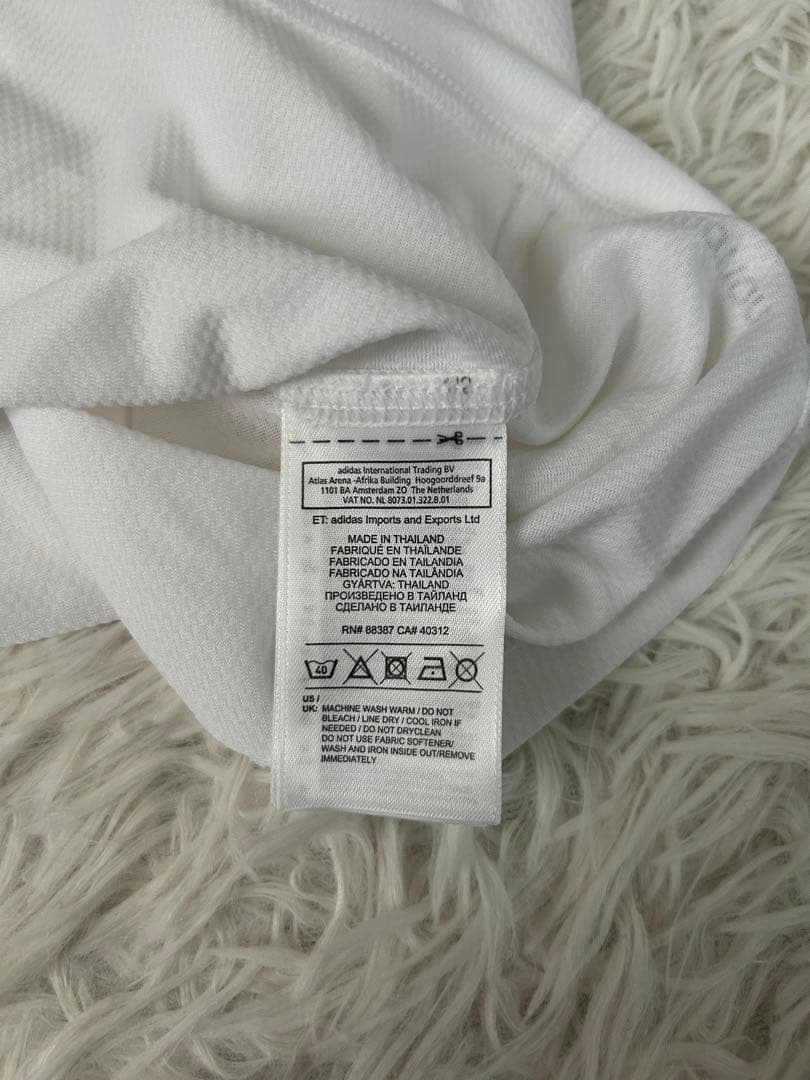 adidas International Trading BV
Atlas Arena -Afrika Building Hoogoorddreef 9a
1101 BA Amsterdam ZO The Netherlands
VAT NO. NL 8073.01.322.B.01
ET: adidas Imports and Exports Ltd
MADE IN THAILAND
FABRIQUÉ EN THAÏLANDE
FABRICADO EN TAILANDIA
FABRICADO NA TAILÂNDIA
GYÁRTVA: THAILAND
ПРОИЗВЕДЕНО В ТАЙЛАНД
СДЕЛАНО В ТАИЛАНДЕ
RN# 88387 CA# 40312
40
US /
UK: MACHINE WASH WARM / DO NOT
BLEACH / LINE DRY / COOL IRON IF
NEEDED / DO NOT DRYCLEAN
DO NOT USE FABRIC SOFTENER/
WASH AND IRON INSIDE OUT/REMOVE
IMMEDIATELY